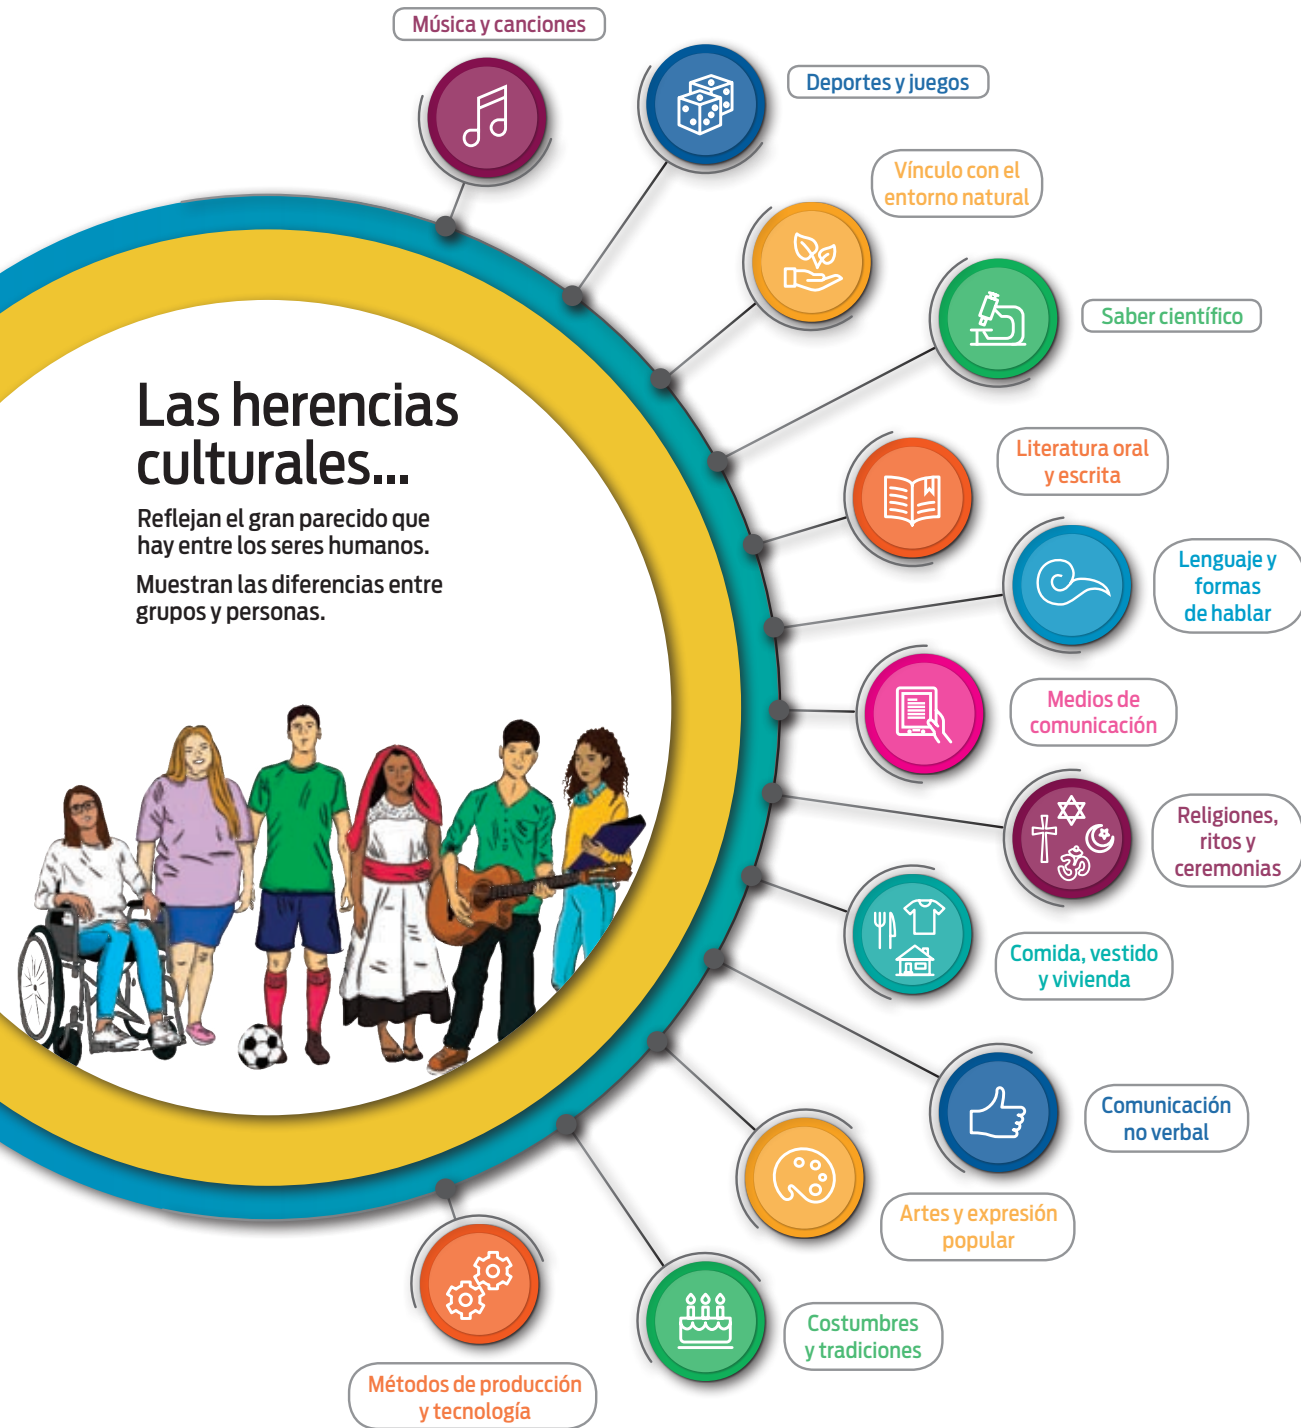 Música y canciones
Deportes y juegos
Vínculo con el
entorno natural
Saber científico
Las herencias
culturales...
Reflejan el gran parecido que
hay entre los seres humanos.
Muestran las diferencias entre
grupos y personas.
Literatura oral
y escrita
Lenguaje y
formas
de hablar
Medios de
comunicación
Religiones,
ritos y
ceremonias
Comida, vestido
y vivienda
Comunicación
no verbal
Artes y expresión
popular
Costumbres
y tradiciones
Métodos de producción
y tecnología